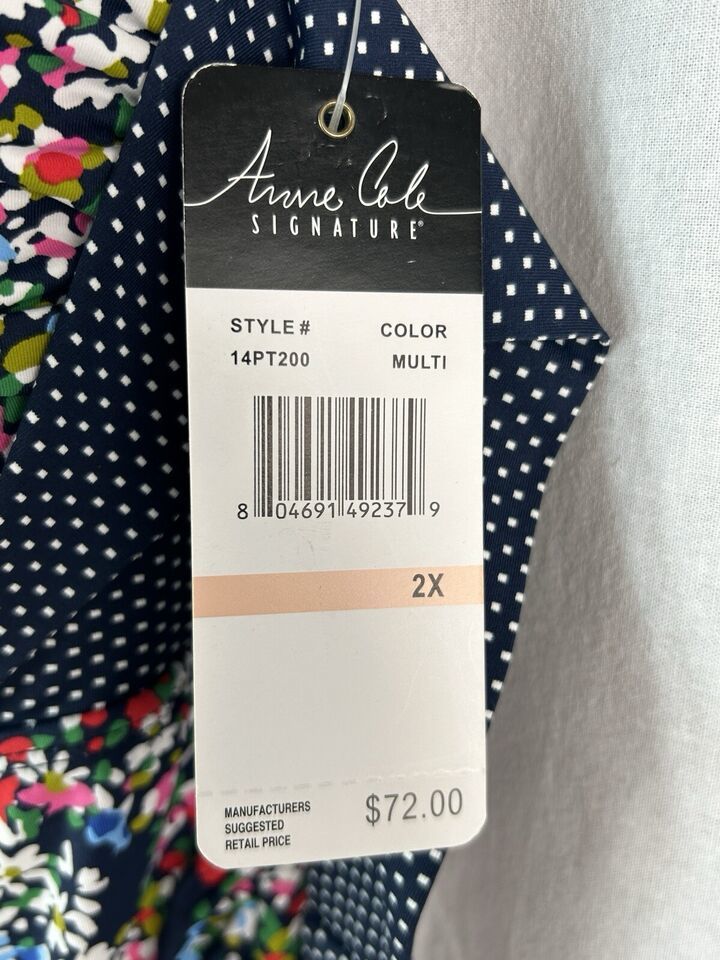 Anne Cole
SIGNATURE®
STYLE # COLOR
14PT200 MULTI
8 04691 49237 9
2X
MANUFACTURERS
SUGGESTED
RETAIL PRICE
$72.00